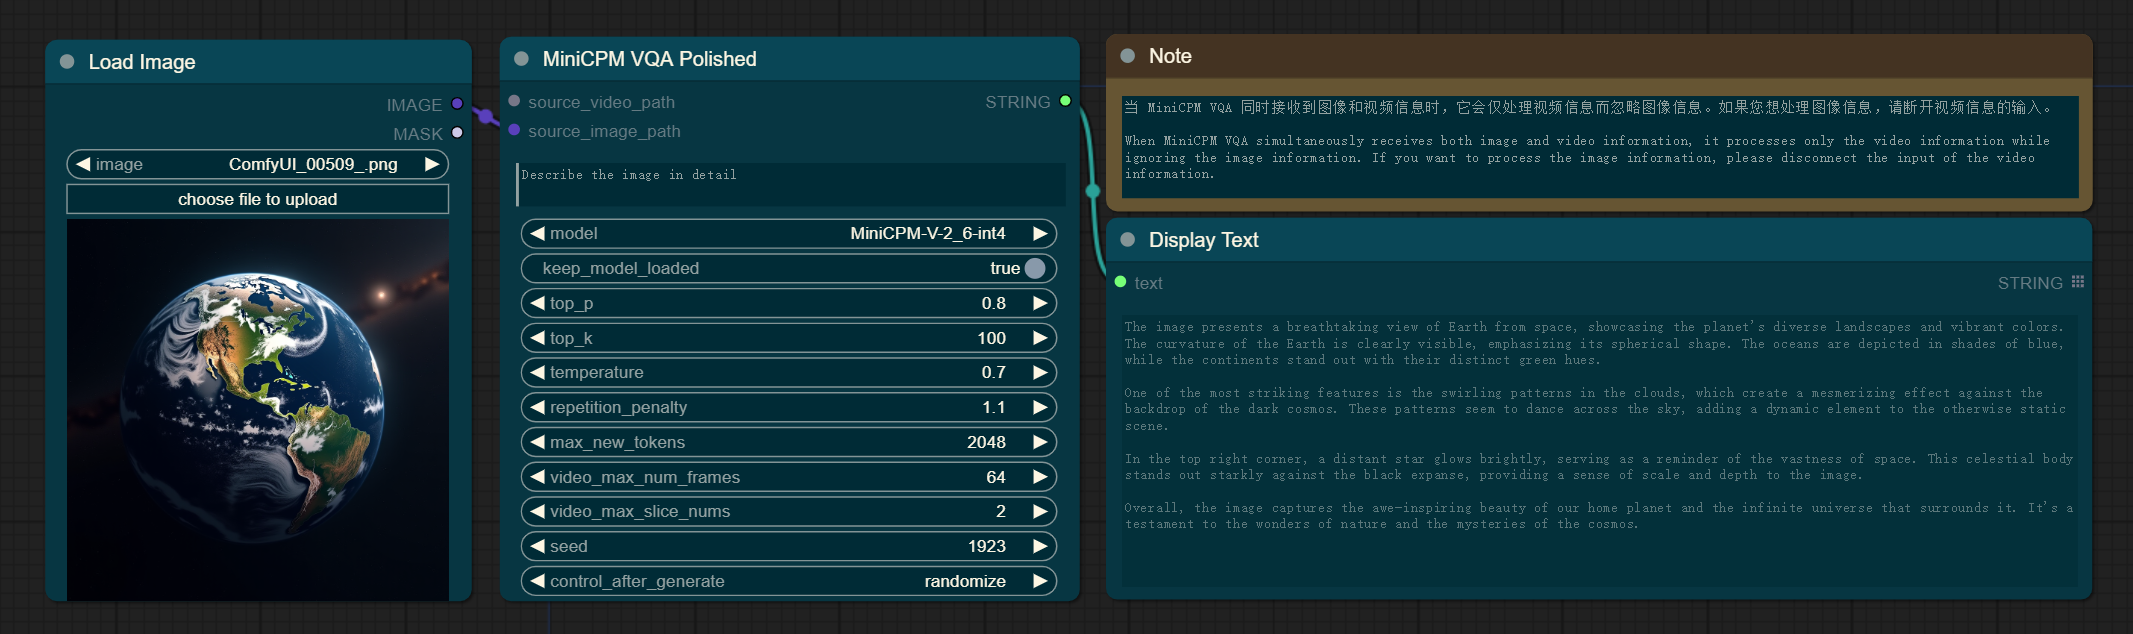 Load Image
IMAGE
MASK
image ComfyUI_00509_.png
choose file to upload
MiniCPM VQA Polished
source_video_path STRING
source_image_path
Describe the image in detail
model MiniCPM-V-2_6-int4
keep_model_loaded true
top_p 0.8
top_k 100
temperature 0.7
repetition_penalty 1.1
max_new_tokens 2048
video_max_num_frames 64
video_max_slice_nums 2
seed 1923
control_after_generate randomize
Note
当 MiniCPM VQA 同时接收到图像和视频信息时，它会仅处理视频信息而忽略图像信息。如果您想处理图像信息，请断开视频信息的输入。
When MiniCPM VQA simultaneously receives both image and video information, it processes only the video information while
ignoring the image information. If you want to process the image information, please disconnect the input of the video
information.
Display Text
text STRING
The image presents a breathtaking view of Earth from space, showcasing the planet's diverse landscapes and vibrant colors.
The curvature of the Earth is clearly visible, emphasizing its spherical shape. The oceans are depicted in shades of blue,
while the continents stand out with their distinct green hues.
One of the most striking features is the swirling patterns in the clouds, which create a mesmerizing effect against the
backdrop of the dark cosmos. These patterns seem to dance across the sky, adding a dynamic element to the otherwise static
scene.
In the top right corner, a distant star glows brightly, serving as a reminder of the vastness of space. This celestial body
stands out starkly against the black expanse, providing a sense of scale and depth to the image.
Overall, the image captures the awe-inspiring beauty of our home planet and the infinite universe that surrounds it. It's a
testament to the wonders of nature and the mysteries of the cosmos.